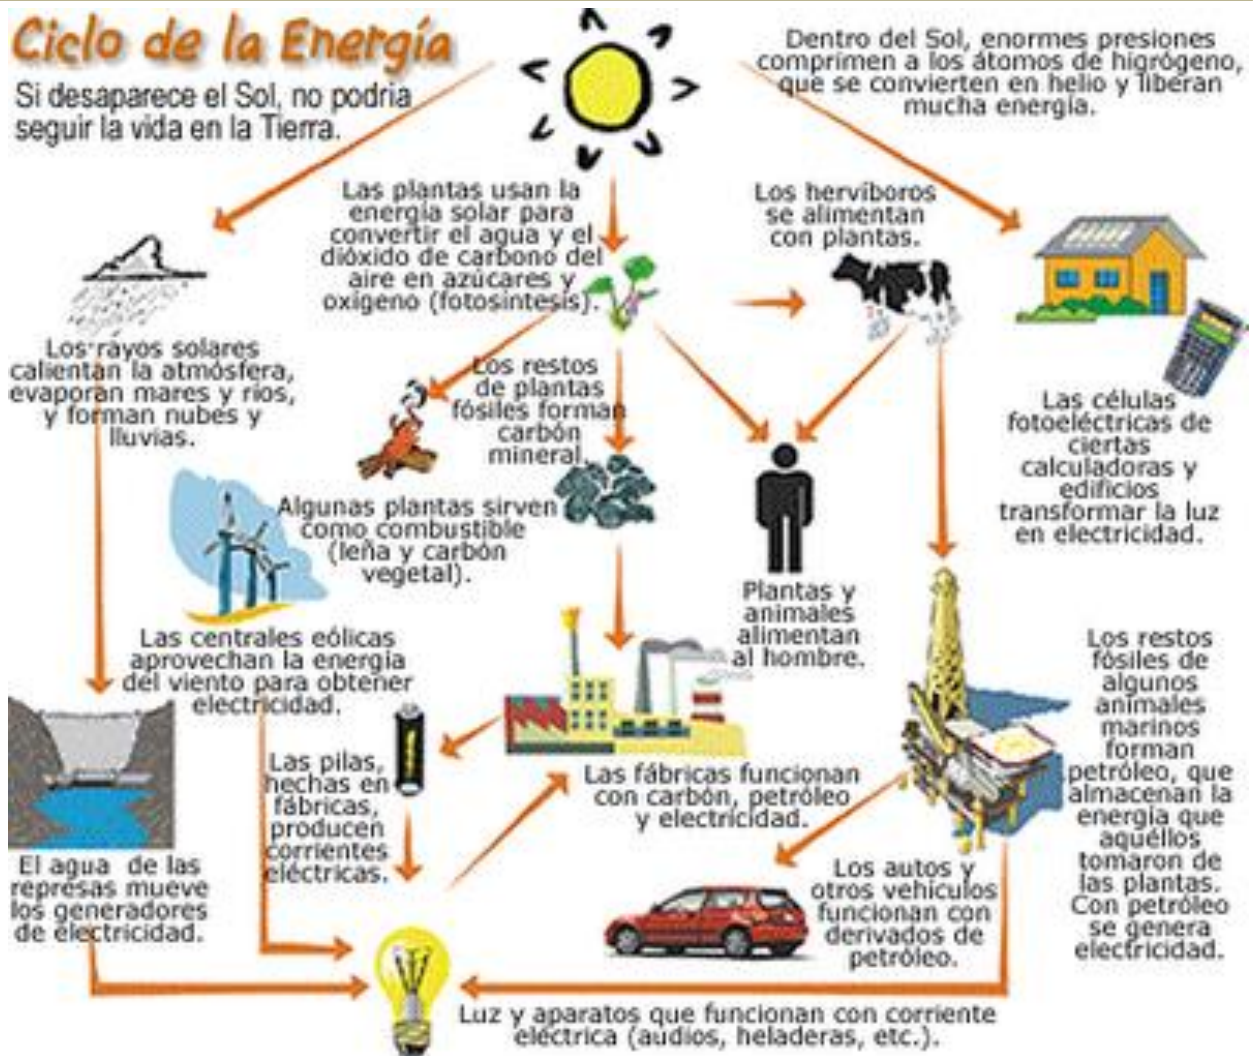 Ciclo de la Energía
Si desaparece el Sol, no podria
seguir la vida en la Tierra.
Dentro del Sol, enormes presiones
comprimen a los átomos de higrógeno,
que se convierten en helio y liberan
mucha energía.
Las plantas usan la
energía solar para
convertir el agua y el
dióxido de carbono del
aire en azúcares y
oxígeno (fotosíntesis).
Los hervíboros
se alimentan
con plantas.
Los rayos solares
calientan la atmósfera,
evaporan mares y ríos,
y forman nubes y
lluvias.
Los restos
de plantas
fósiles forman
carbón
mineral.
Las células
fotoeléctricas de
ciertas
calculadoras y
edificios
transformar la luz
en electricidad.
Algunas plantas sirven
como combustible
(leña y carbón
vegetal).
Plantas y
animales
alimentan
al hombre.
Las centrales eólicas
aprovechan la energía
del viento para obtener
electricidad.
Los restos
fósiles de
algunos
animales
marinos
forman
petróleo, que
almacenan la
energía que
aquéllos
tomaron de
las plantas.
Con petróleo
se genera
electricidad.
Las pilas,
hechas en
fábricas,
producen
corrientes
eléctricas.
Las fábricas funcionan
con carbón, petróleo
y electricidad.
El agua de las
represas mueve
los generadores
de electricidad.
Los autos y
otros vehículos
funcionan con
derivados de
petróleo.
Luz y aparatos que funcionan con corriente
eléctrica (audios, heladeras, etc.).